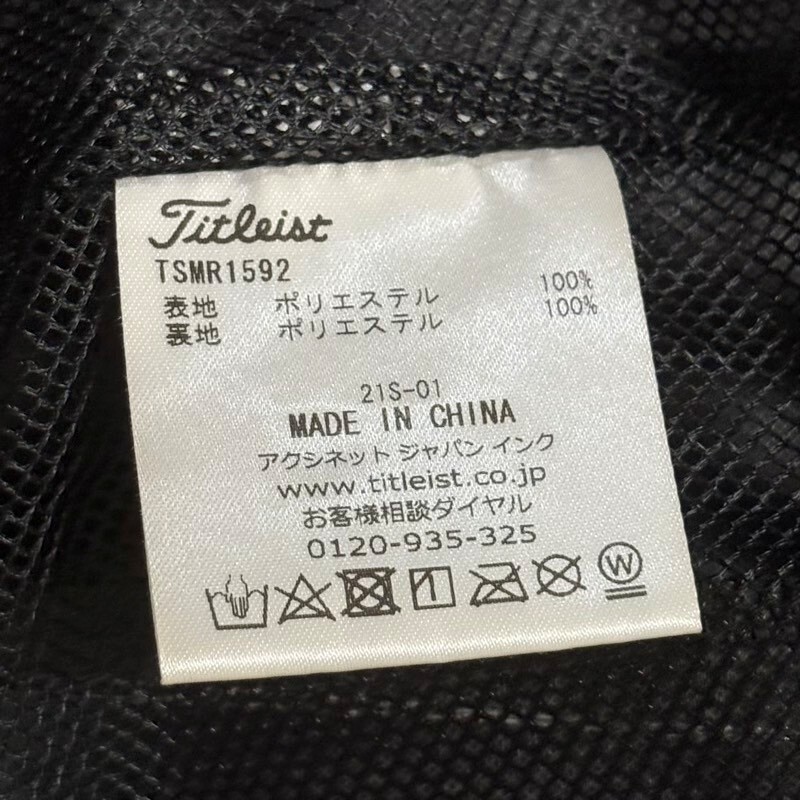 Titleist
TSMR1592
表地 ポリエステル 100%
裏地 ポリエステル 100%
21S-01
MADE IN CHINA
アクシネット ジャパン インク
www.titleist.co.jp
お客様相談ダイヤル
0120-935-325
W